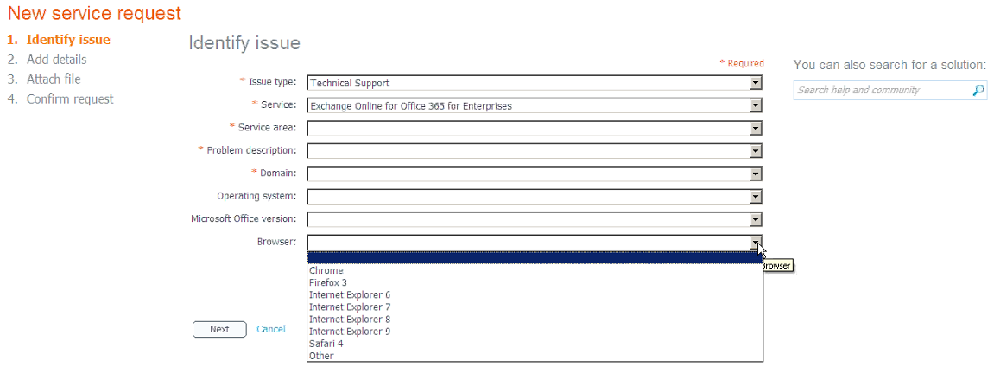 New service request
1. Identify issue
2. Add details
3. Attach file
4. Confirm request
Identify issue
* Required
* Issue type: Technical Support
* Service: Exchange Online for Office 365 for Enterprises
* Service area:
* Problem description:
* Domain:
Operating system:
Microsoft Office version:
Browser:
Browser
Chrome
Firefox 3
Internet Explorer 6
Internet Explorer 7
Internet Explorer 8
Internet Explorer 9
Safari 4
Other
Next Cancel
You can also search for a solution:
Search help and community